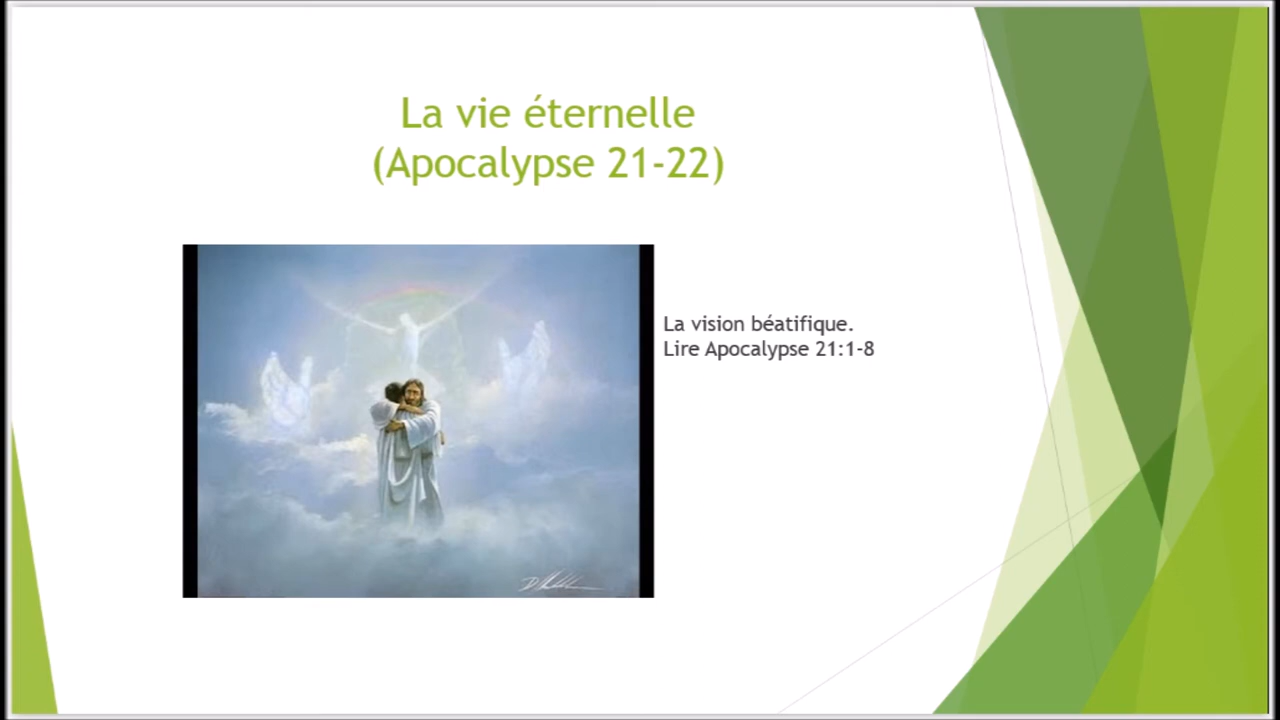 La vie éternelle
(Apocalypse 21-22)
La vision béatifique.
Lire Apocalypse 21:1-8